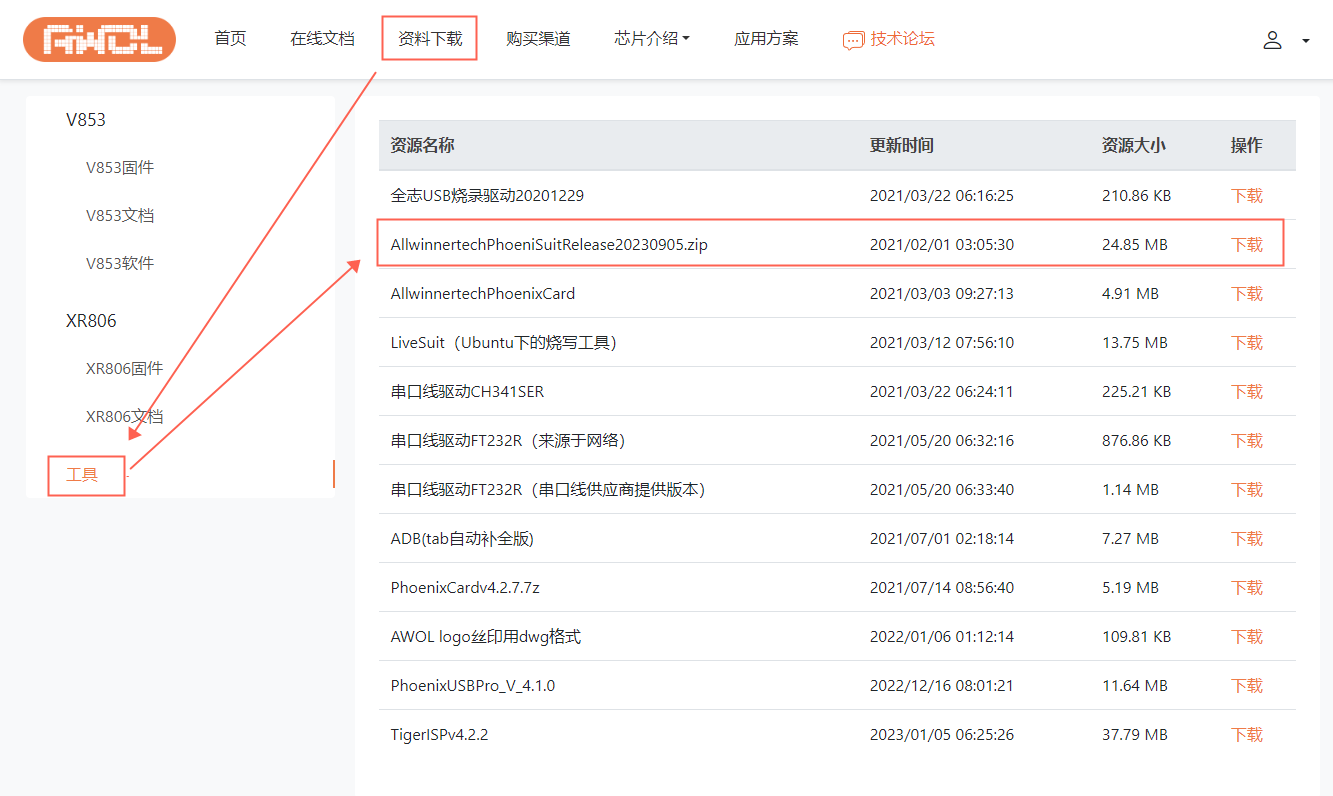 AWOL 首页 在线文档 资料下载 购买渠道 芯片介绍 应用方案 技术论坛
V853
V853固件
V853文档
V853软件
XR806
XR806固件
XR806文档
工具
资源名称 更新时间 资源大小 操作
全志USB烧录驱动20201229 2021/03/22 06:16:25 210.86 KB 下载
AllwinnertechPhoeniSuitRelease20230905.zip 2021/02/01 03:05:30 24.85 MB 下载
AllwinnertechPhoenixCard 2021/03/03 09:27:13 4.91 MB 下载
LiveSuit（Ubuntu下的烧写工具） 2021/03/12 07:56:10 13.75 MB 下载
串口线驱动CH341SER 2021/03/22 06:24:11 225.21 KB 下载
串口线驱动FT232R（来源于网络） 2021/05/20 06:32:16 876.86 KB 下载
串口线驱动FT232R（串口线供应商提供版本） 2021/05/20 06:33:40 1.14 MB 下载
ADB(tab自动补全版) 2021/07/01 02:18:14 7.27 MB 下载
PhoenixCardv4.2.7.7z 2021/07/14 08:56:40 5.19 MB 下载
AWOL logo丝印用dwg格式 2022/01/06 01:12:14 109.81 KB 下载
PhoenixUSBPro_V_4.1.0 2022/12/16 08:01:21 11.64 MB 下载
TigerISPv4.2.2 2023/01/05 06:25:26 37.79 MB 下载